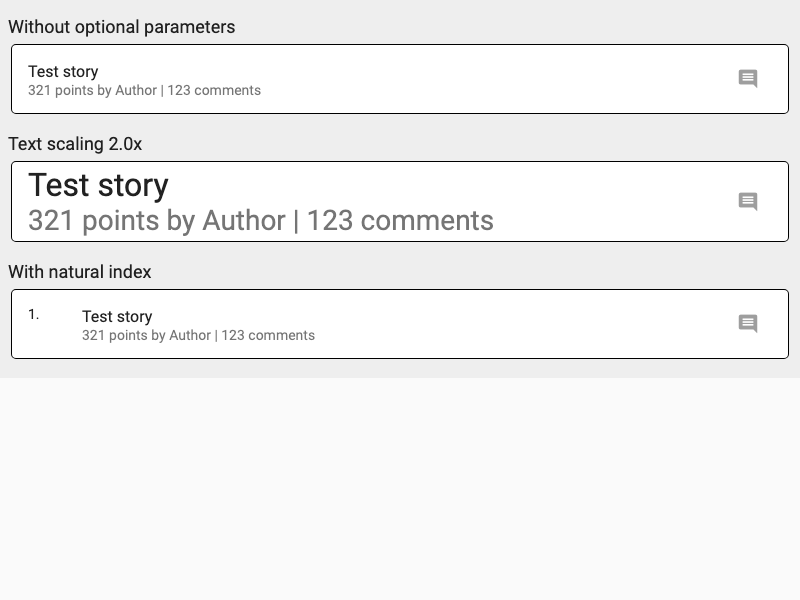 Without optional parameters
Test story
321 points by Author | 123 comments
Text scaling 2.0x
Test story
321 points by Author | 123 comments
With natural index
1.
Test story
321 points by Author | 123 comments